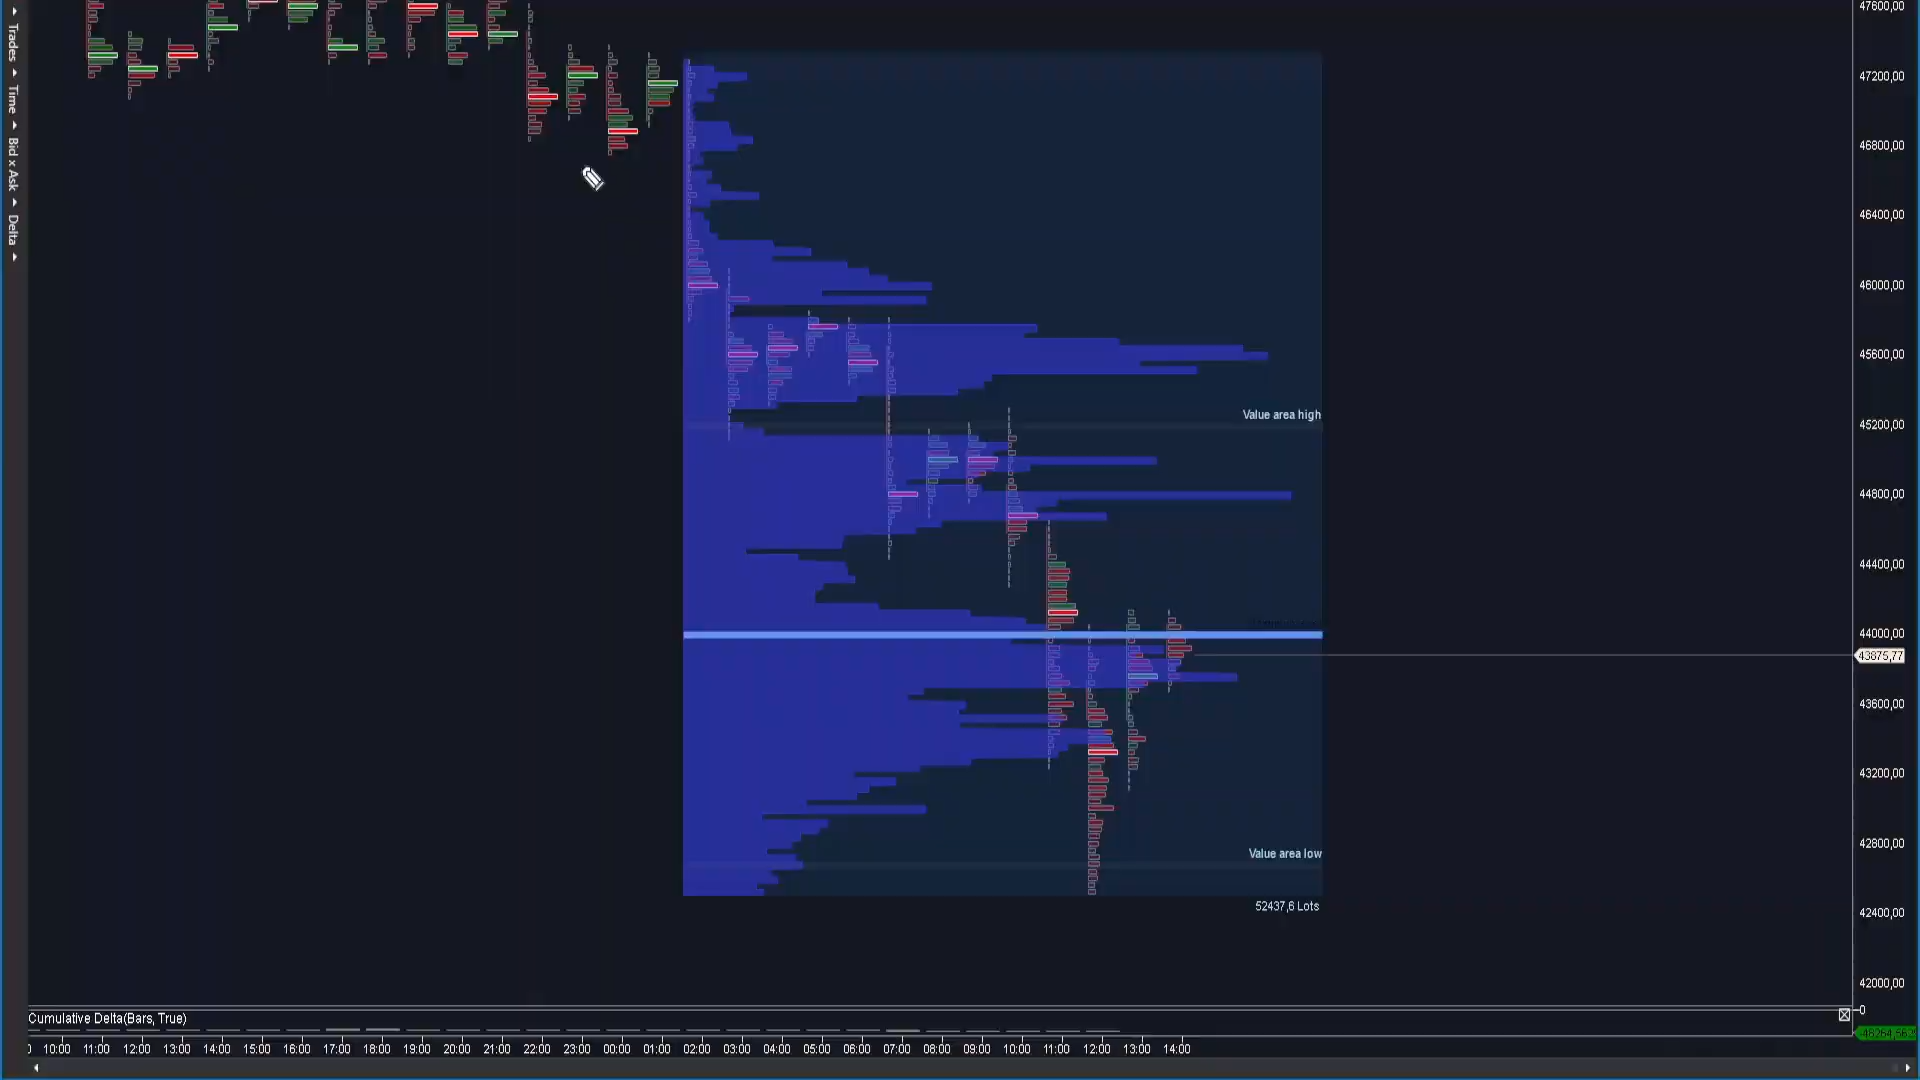 Trades
Time
Bid x Ask
Delta
47600,00
47200,00
46800,00
46400,00
46000,00
45600,00
Value area high
45200,00
44800,00
44400,00
44000,00
43875,77
43600,00
43200,00
42800,00
Value area low
52437,6 Lots
42400,00
42000,00
Cumulative Delta(Bars, True)
0
10:00 11:00 12:00 13:00 14:00 15:00 16:00 17:00 18:00 19:00 20:00 21:00 22:00 23:00 00:00 01:00 02:00 03:00 04:00 05:00 06:00 07:00 08:00 09:00 10:00 11:00 12:00 13:00 14:00